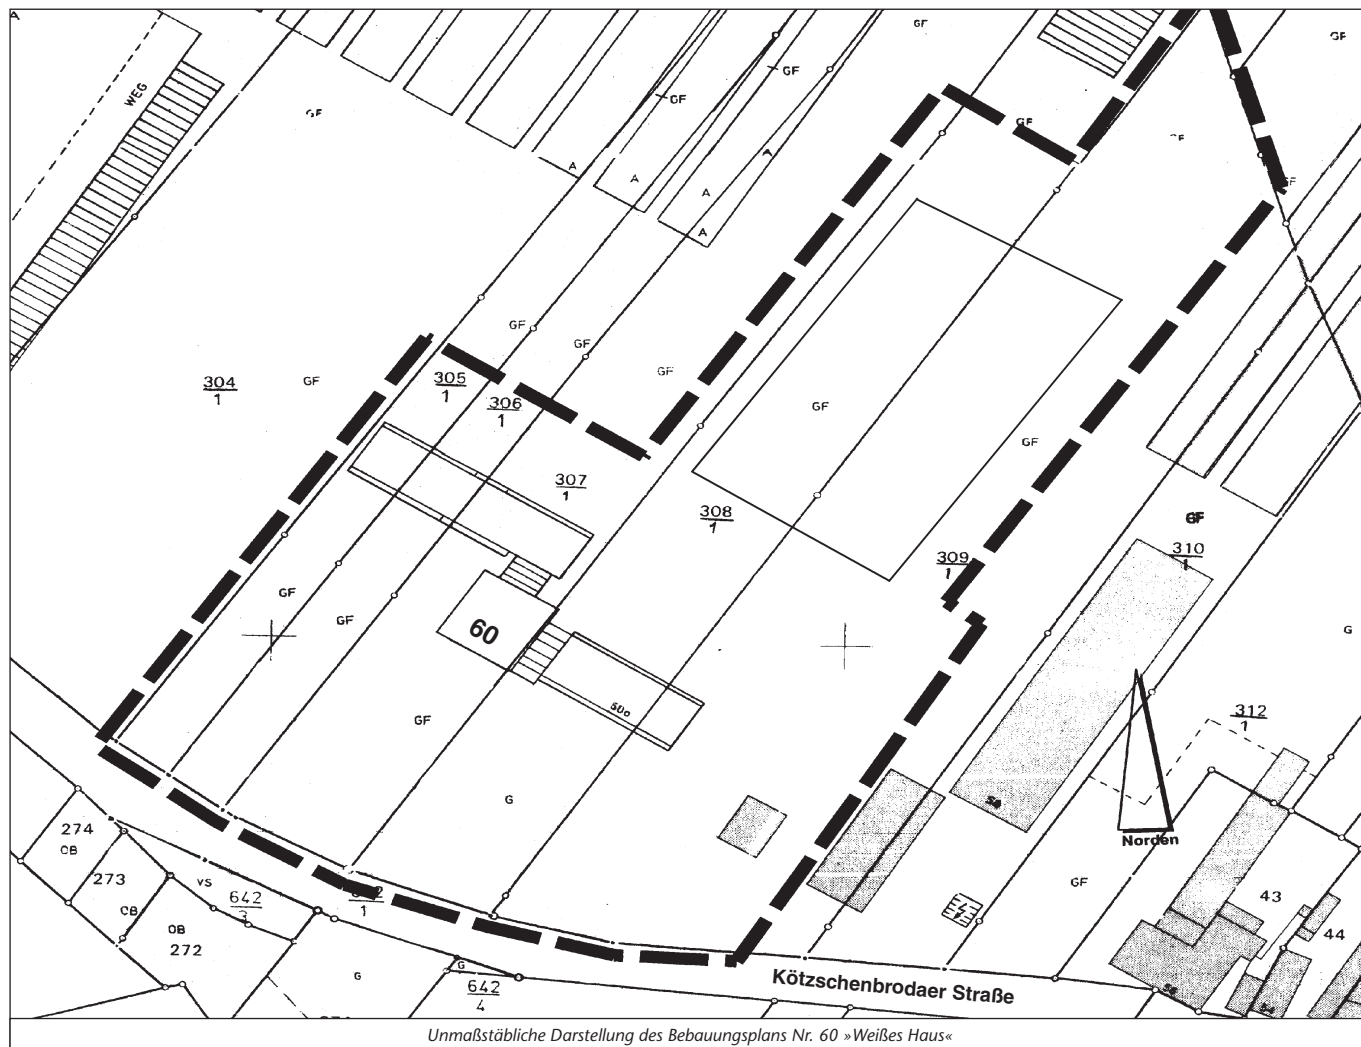 A
WEG
GF
GF
GF
GF
GF
A
A
A
A
A
GF
GF
GF
304
1
GF
305
1
306
1
GF
GF
GF
GF
GF
307
1
308
1
309
1
6F
310
1
GF
GF
60
G
GF
G
312
1
Norden
274
OB
273
OB
OB
272
VS
642
3
1
G
G
642
4
GF
43
44
Kötzschenbrodaer Straße
Unmaßstäbliche Darstellung des Bebauungsplans Nr. 60 »Weißes Haus«